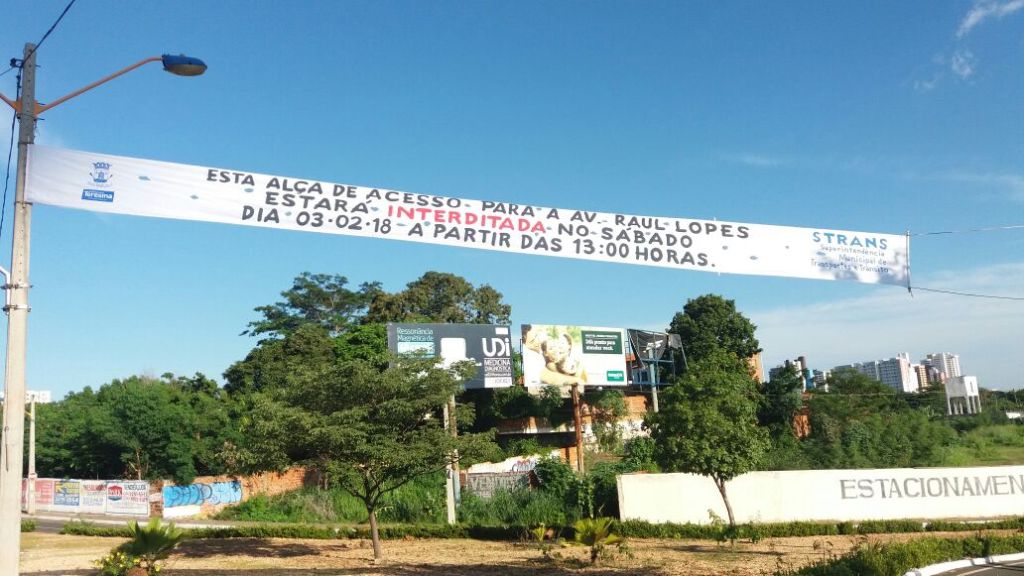 ESTA ALÇA DE ACESSO PARA A AV. RAUL LOPES
ESTARÁ INTERDITADA NO SÁBADO
DIA 03-02-18 A PARTIR DAS 13:00 HORAS.
Teresina
STRANS
Superintendência
Municipal de
Transportes e Trânsito
Ressonância
Magnética de
UDi
MEDICINA
DIAGNÓSTICA
ESTACIONAMEN